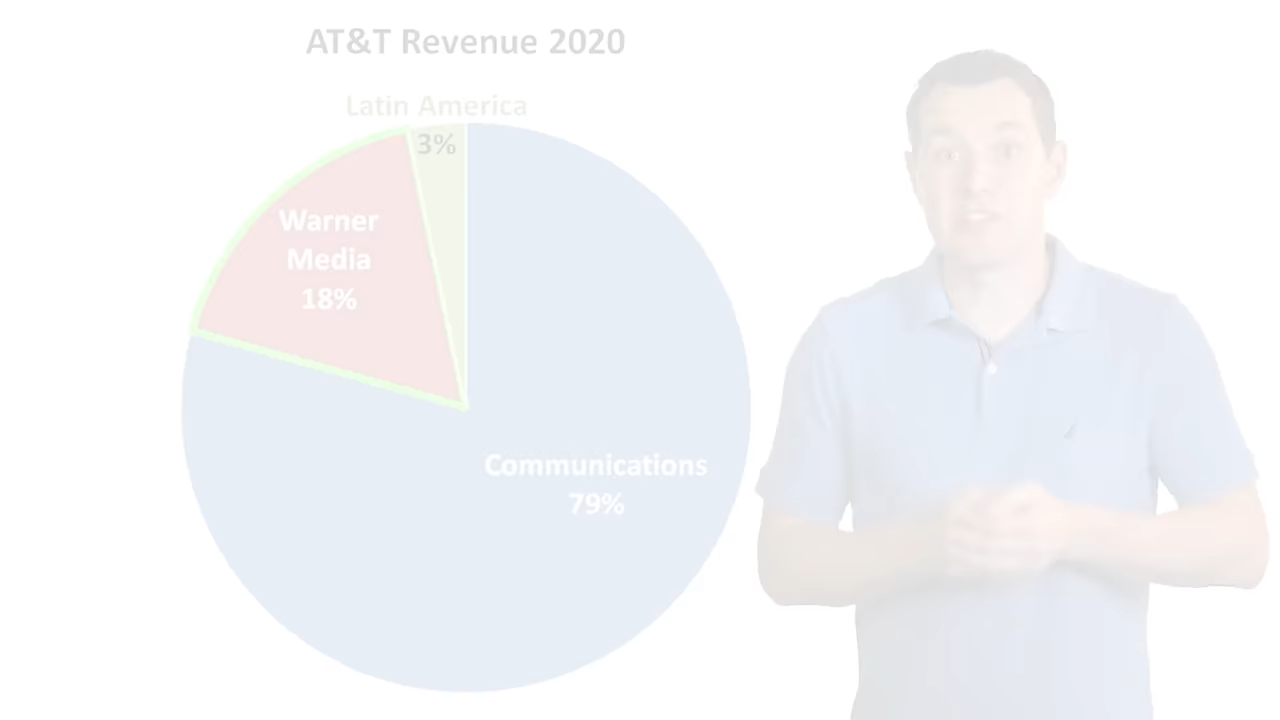 AT&T Revenue 2020
Latin America
3%
Warner
Media
18%
Communications
79%